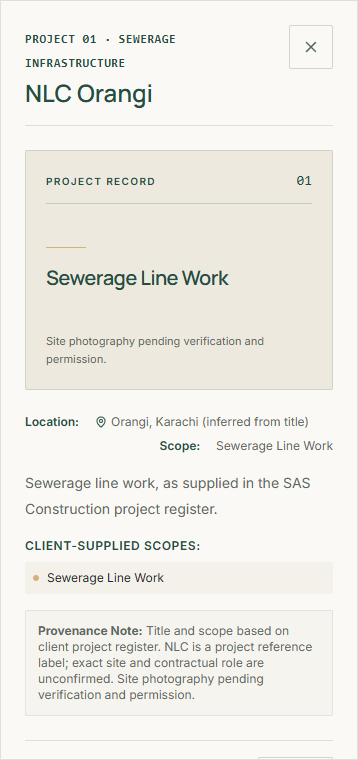 PROJECT 01 · SEWERAGE
INFRASTRUCTURE
NLC Orangi
PROJECT RECORD 01
Sewerage Line Work
Site photography pending verification and
permission.
Location: Orangi, Karachi (inferred from title)
Scope: Sewerage Line Work
Sewerage line work, as supplied in the SAS
Construction project register.
CLIENT-SUPPLIED SCOPES:
Sewerage Line Work
Provenance Note: Title and scope based on
client project register. NLC is a project reference
label; exact site and contractual role are
unconfirmed. Site photography pending
verification and permission.